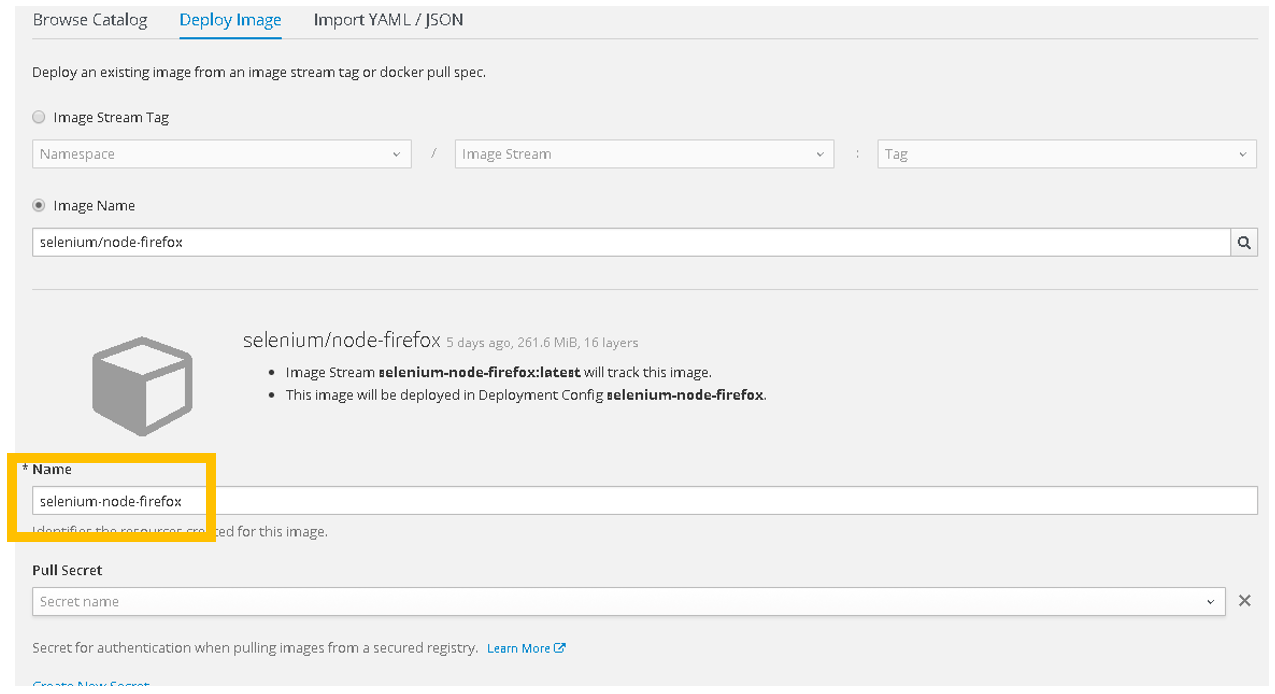 Browse Catalog Deploy Image Import YAML / JSON
Deploy an existing image from an image stream tag or docker pull spec.
Image Stream Tag
Namespace / Image Stream : Tag
Image Name
selenium/node-firefox
selenium/node-firefox 5 days ago, 261.6 MiB, 16 layers
• Image Stream selenium-node-firefox:latest will track this image.
• This image will be deployed in Deployment Config selenium-node-firefox.
* Name
selenium-node-firefox
Identifies the resources created for this image.
Pull Secret
Secret name
Secret for authentication when pulling images from a secured registry. Learn More
Create New Secret